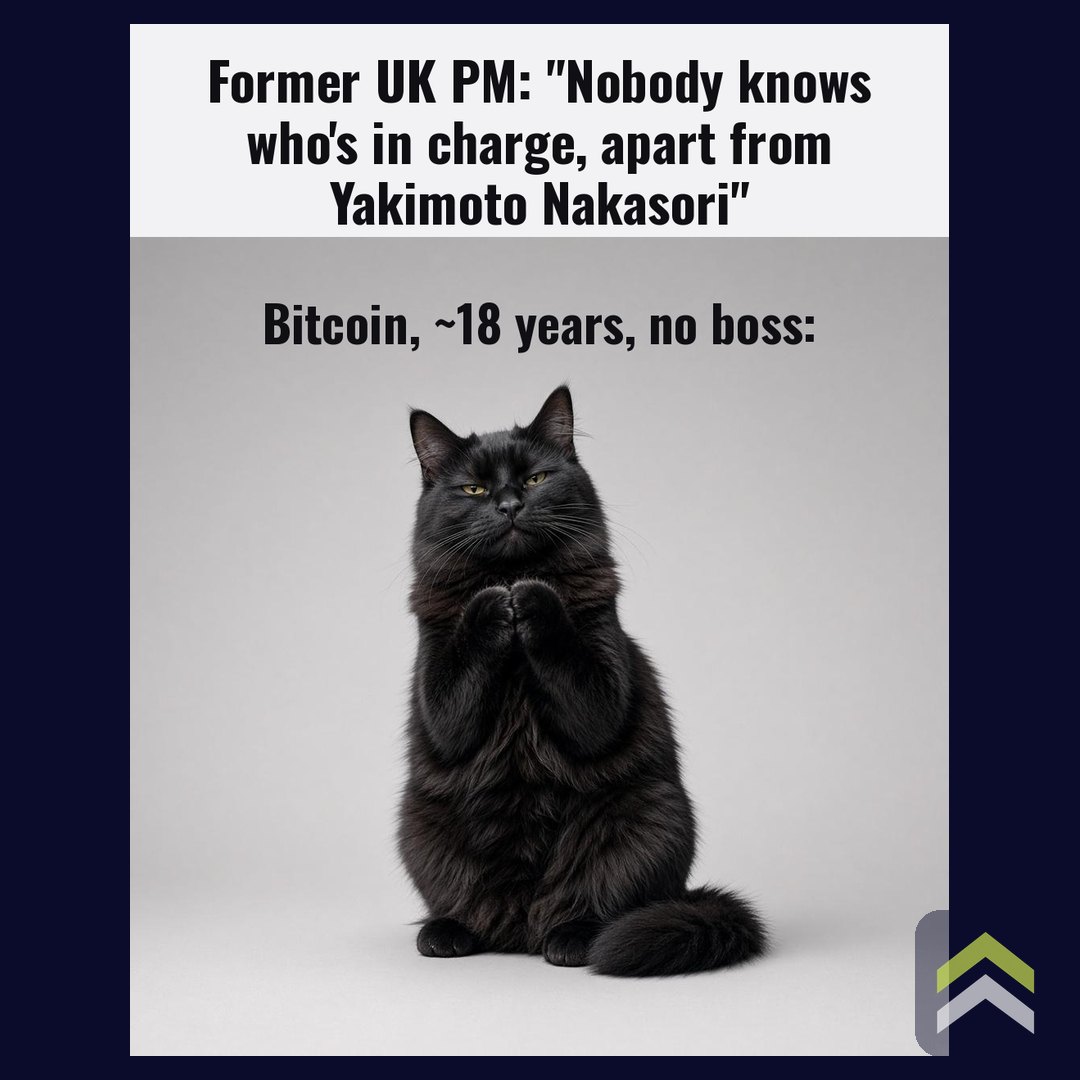 Former UK PM: "Nobody knows
who's in charge, apart from
Yakimoto Nakasori"
Bitcoin, ~18 years, no boss: